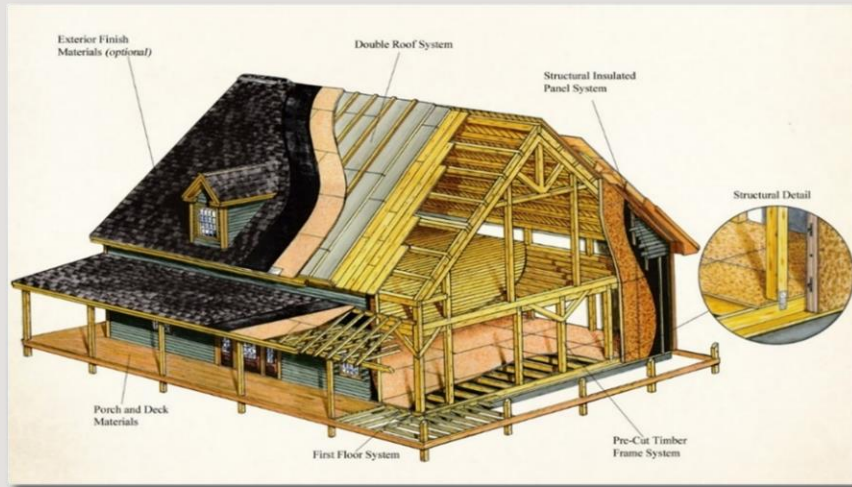 Exterior Finish
Materials (optional)
Double Roof System
Structural Insulated
Panel System
Structural Detail
Porch and Deck
Materials
First Floor System
Pre-Cut Timber
Frame System